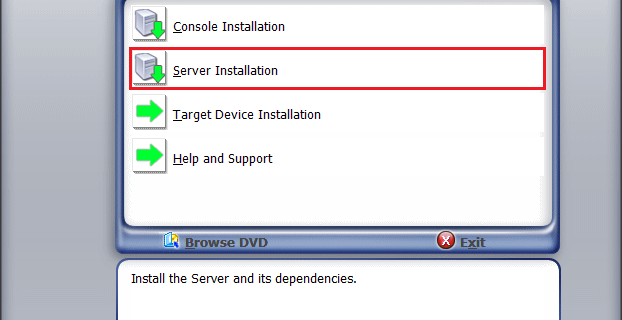 Console Installation
Server Installation
Target Device Installation
Help and Support
Browse DVD Exit
Install the Server and its dependencies.